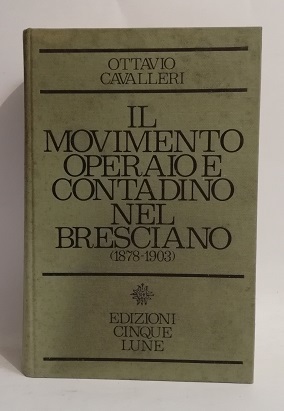 OTTAVIO
CAVALLERI
IL
MOVIMENTO
OPERAIO E
CONTADINO
NEL
BRESCIANO
(1878-1903)
EDIZIONI
CINQUE
LUNE